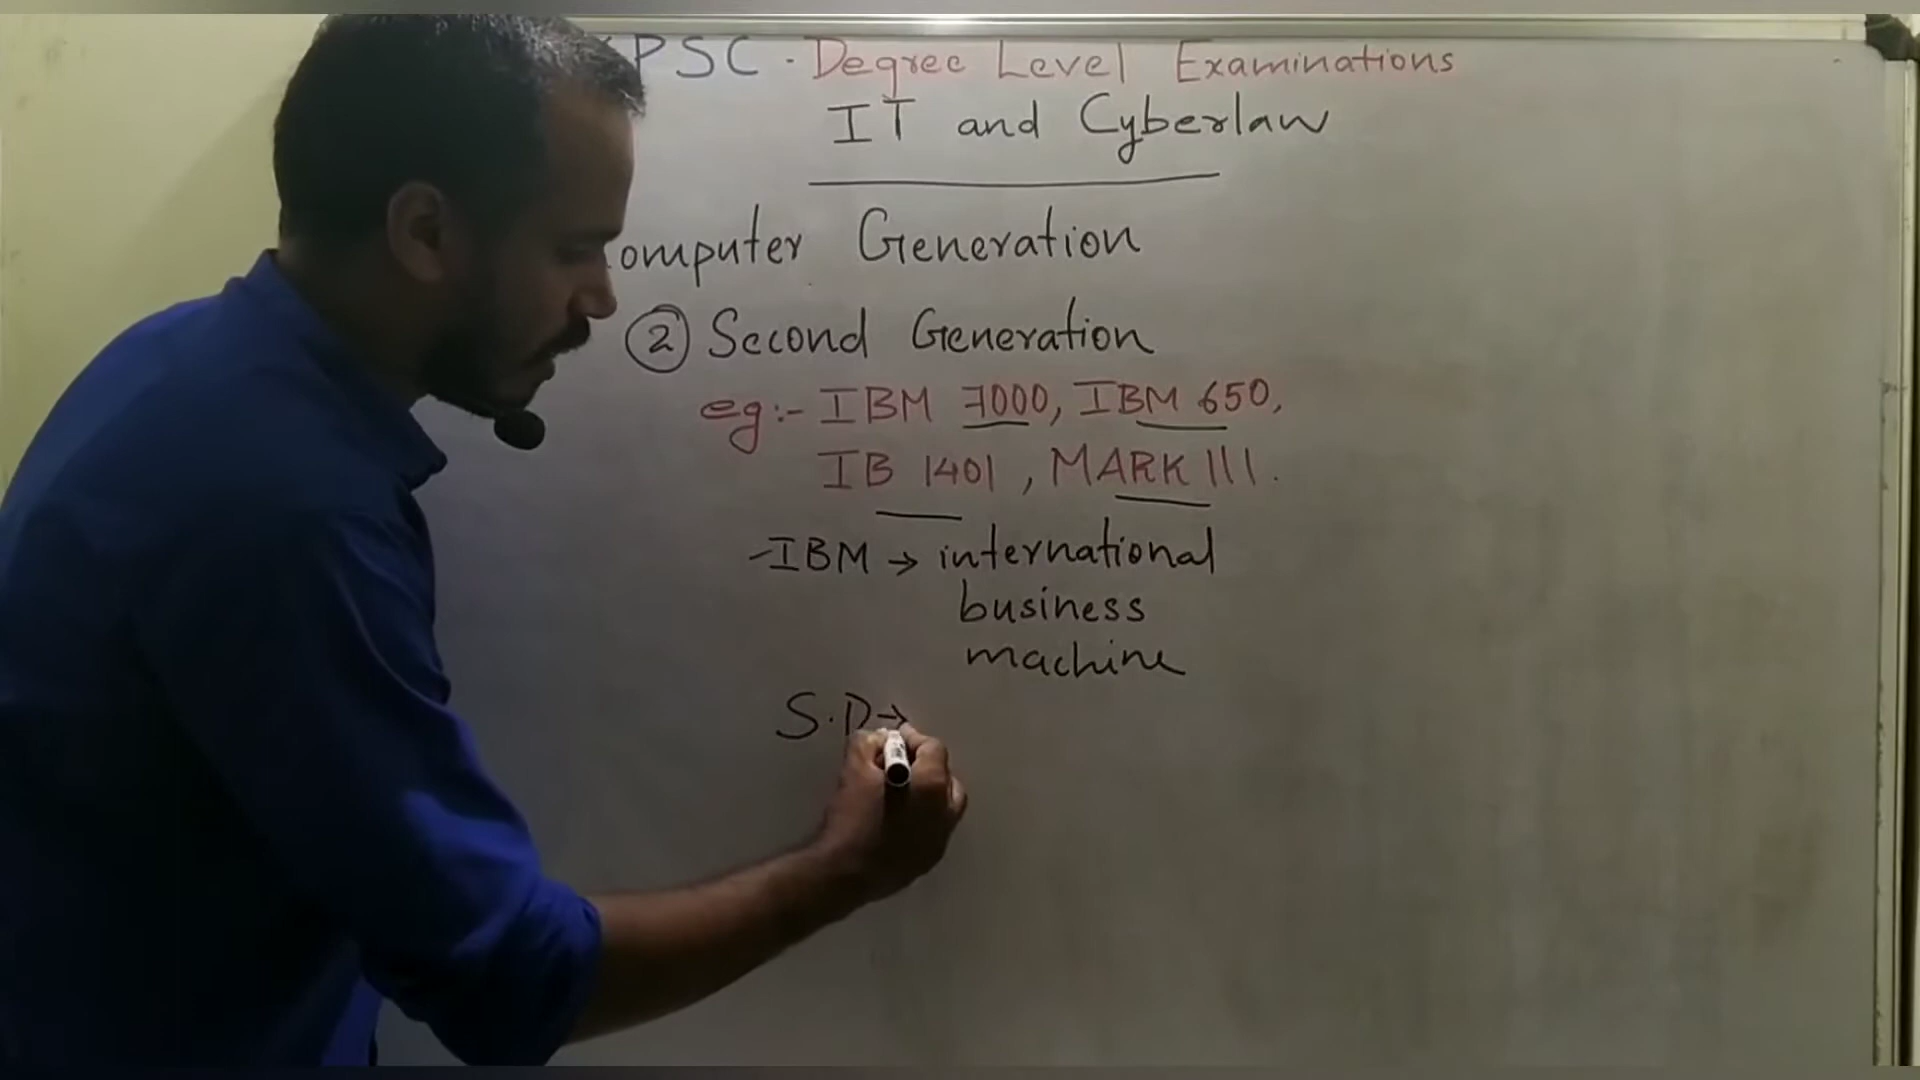 PSC. Degree Level Examinations
IT and Cyberlaw
omputer Generation
② Second Generation
eg:- IBM 7000, IBM 650,
IB 1401, MARK III.
-IBM → international
business
machine
S.D→